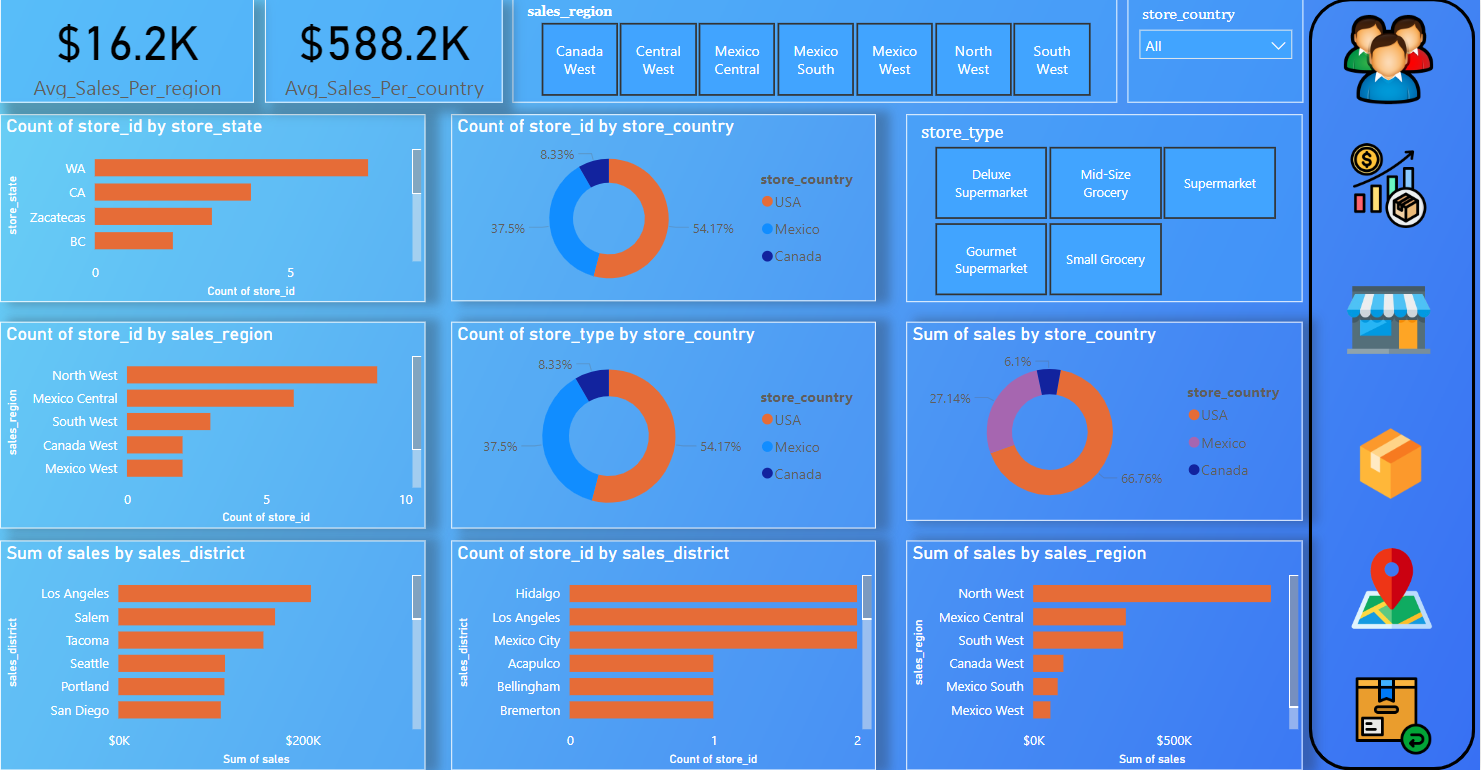 $16.2K
Avg_Sales_Per_region
$588.2K
Avg_Sales_Per_country
sales_region
Canada
West
Central
West
Mexico
Central
Mexico
South
Mexico
West
North
West
South
West
store_country
All
Count of store_id by store_state
store_state
WA
CA
Zacatecas
BC
0
5
Count of store_id
Count of store_id by store_country
8.33%
37.5%
54.17%
store_country
USA
Mexico
Canada
store_type
Deluxe
Supermarket
Mid-Size
Grocery
Supermarket
Gourmet
Supermarket
Small Grocery
Count of store_id by sales_region
sales_region
North West
Mexico Central
South West
Canada West
Mexico West
0
5
10
Count of store_id
Count of store_type by store_country
8.33%
37.5%
54.17%
store_country
USA
Mexico
Canada
Sum of sales by store_country
6.1%
27.14%
66.76%
store_country
USA
Mexico
Canada
Sum of sales by sales_district
sales_district
Los Angeles
Salem
Tacoma
Seattle
Portland
San Diego
$0K
$200K
Sum of sales
Count of store_id by sales_district
sales_district
Hidalgo
Los Angeles
Mexico City
Acapulco
Bellingham
Bremerton
0
1
2
Count of store_id
Sum of sales by sales_region
sales_region
North West
Mexico Central
South West
Canada West
Mexico South
Mexico West
$0K
$500K
Sum of sales